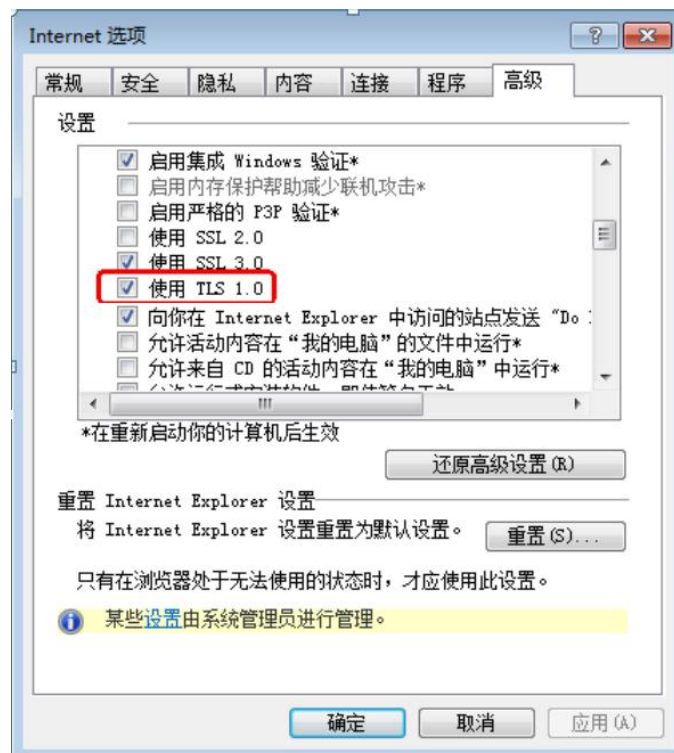 Internet 选项
常规 安全 隐私 内容 连接 程序 高级
设置
启用集成 Windows 验证*
启用内存保护帮助减少联机攻击*
启用严格的 P3P 验证*
使用 SSL 2.0
使用 SSL 3.0
使用 TLS 1.0
向你在 Internet Explorer 中访问的站点发送 “Do
允许活动内容在“我的电脑”的文件中运行*
允许来自 CD 的活动内容在“我的电脑”中运行*
*在重新启动你的计算机后生效
还原高级设置(R)
重置 Internet Explorer 设置
将 Internet Explorer 设置重置为默认设置。
重置(S)...
只有在浏览器处于无法使用的状态时，才应使用此设置。
某些设置由系统管理员进行管理。
确定 取消 应用(A)